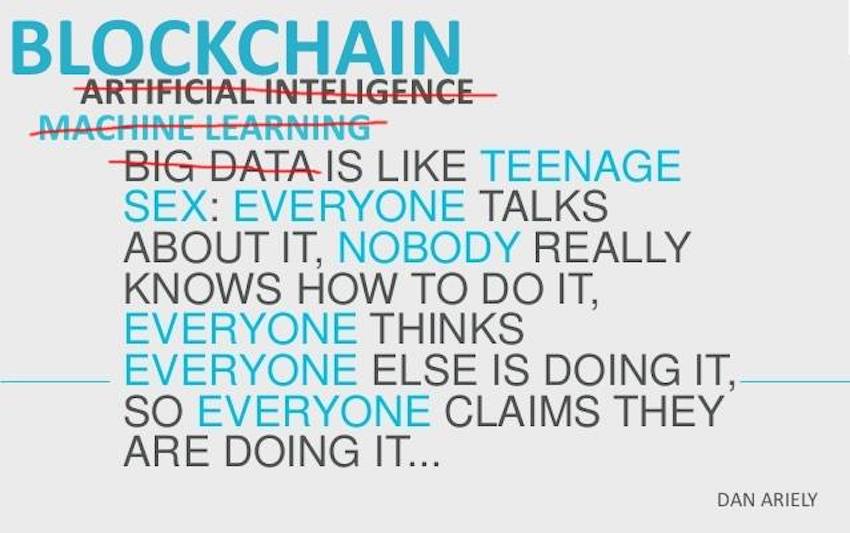 BLOCKCHAIN
ARTIFICIAL INTELIGENCE
MACHINE LEARNING
BIG DATA IS LIKE TEENAGE
SEX: EVERYONE TALKS
ABOUT IT, NOBODY REALLY
KNOWS HOW TO DO IT,
EVERYONE THINKS
EVERYONE ELSE IS DOING IT,
SO EVERYONE CLAIMS THEY
ARE DOING IT...
DAN ARIELY